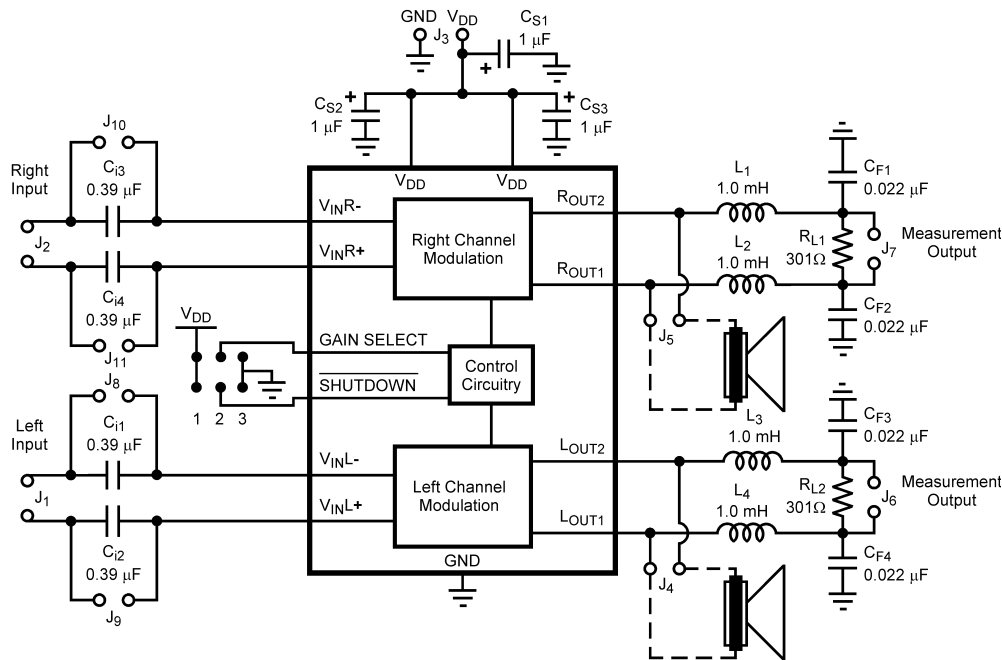 GND V_DD
J3
CS1
1 μF
CS2
1 μF
CS3
1 μF
J10
Right
Input
Ci3
0.39 μF
J2
Ci4
0.39 μF
J11
VDD
VDD
VINR-
VINR+
Right Channel
Modulation
ROUT2
ROUT1
L1
1.0 mH
L2
1.0 mH
CF1
0.022 μF
RL1
301Ω
J7
Measurement
Output
CF2
0.022 μF
J5
VDD
1 2 3
GAIN SELECT
SHUTDOWN
Control
Circuitry
J8
Left
Input
Ci1
0.39 μF
J1
Ci2
0.39 μF
J9
VINL-
VINL+
Left Channel
Modulation
GND
LOUT2
LOUT1
L3
1.0 mH
L4
1.0 mH
CF3
0.022 μF
RL2
301Ω
J6
Measurement
Output
CF4
0.022 μF
J4